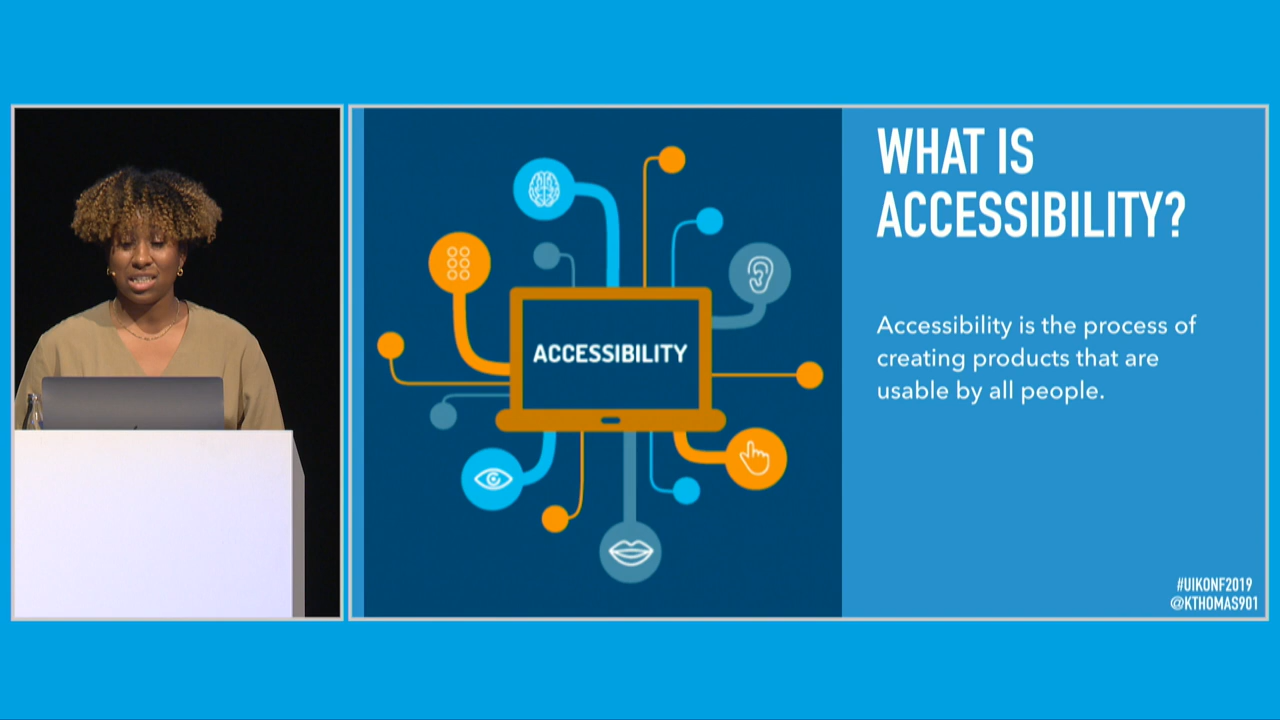 ACCESSIBILITY
WHAT IS
ACCESSIBILITY?
Accessibility is the process of
creating products that are
usable by all people.
#UIKONF2019
@KTHOMAS901